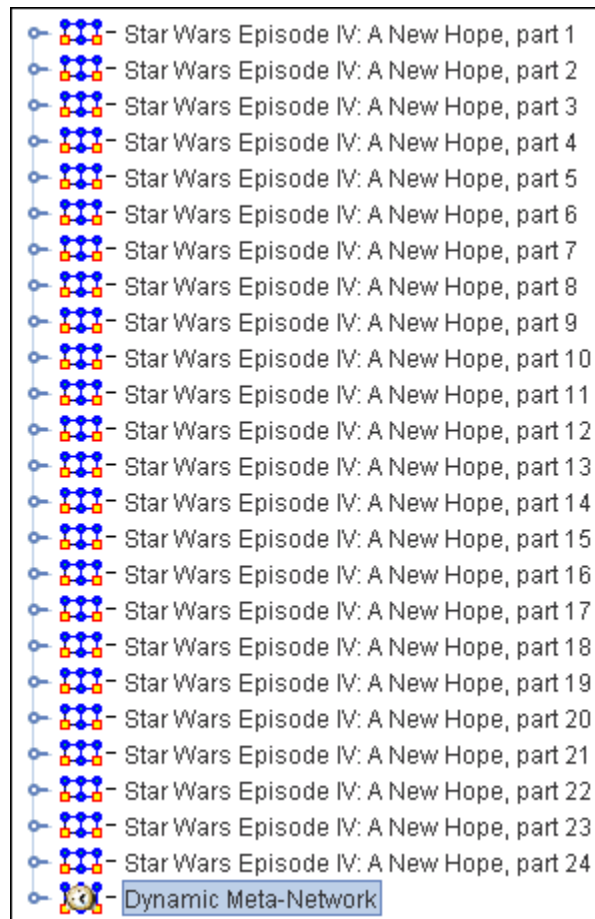 Star Wars Episode IV: A New Hope, part 1
Star Wars Episode IV: A New Hope, part 2
Star Wars Episode IV: A New Hope, part 3
Star Wars Episode IV: A New Hope, part 4
Star Wars Episode IV: A New Hope, part 5
Star Wars Episode IV: A New Hope, part 6
Star Wars Episode IV: A New Hope, part 7
Star Wars Episode IV: A New Hope, part 8
Star Wars Episode IV: A New Hope, part 9
Star Wars Episode IV: A New Hope, part 10
Star Wars Episode IV: A New Hope, part 11
Star Wars Episode IV: A New Hope, part 12
Star Wars Episode IV: A New Hope, part 13
Star Wars Episode IV: A New Hope, part 14
Star Wars Episode IV: A New Hope, part 15
Star Wars Episode IV: A New Hope, part 16
Star Wars Episode IV: A New Hope, part 17
Star Wars Episode IV: A New Hope, part 18
Star Wars Episode IV: A New Hope, part 19
Star Wars Episode IV: A New Hope, part 20
Star Wars Episode IV: A New Hope, part 21
Star Wars Episode IV: A New Hope, part 22
Star Wars Episode IV: A New Hope, part 23
Star Wars Episode IV: A New Hope, part 24
Dynamic Meta-Network